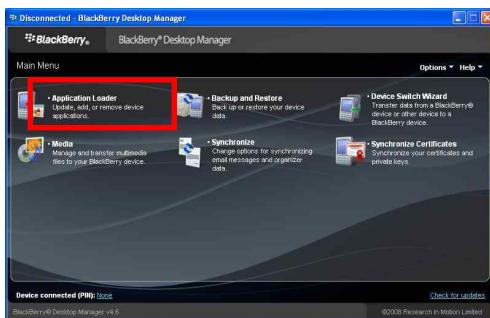 Disconnected - BlackBerry Desktop Manager
BlackBerry® BlackBerry® Desktop Manager
Main Menu
Options Help
Application Loader
Update, add, or remove device
applications.
Backup and Restore
Back up or restore your device
data.
Device Switch Wizard
Transfer data from a BlackBerry®
device or other device to a
BlackBerry device.
Media
Manage and transfer multimedia
files to your BlackBerry device.
Synchronize
Change options for synchronizing
email messages and organizer
data.
Synchronize Certificates
Synchronize your certificates and
private keys.
Device connected (PIN): None
Check for updates
BlackBerry® Desktop Manager v4.6
©2008 Research In Motion Limited